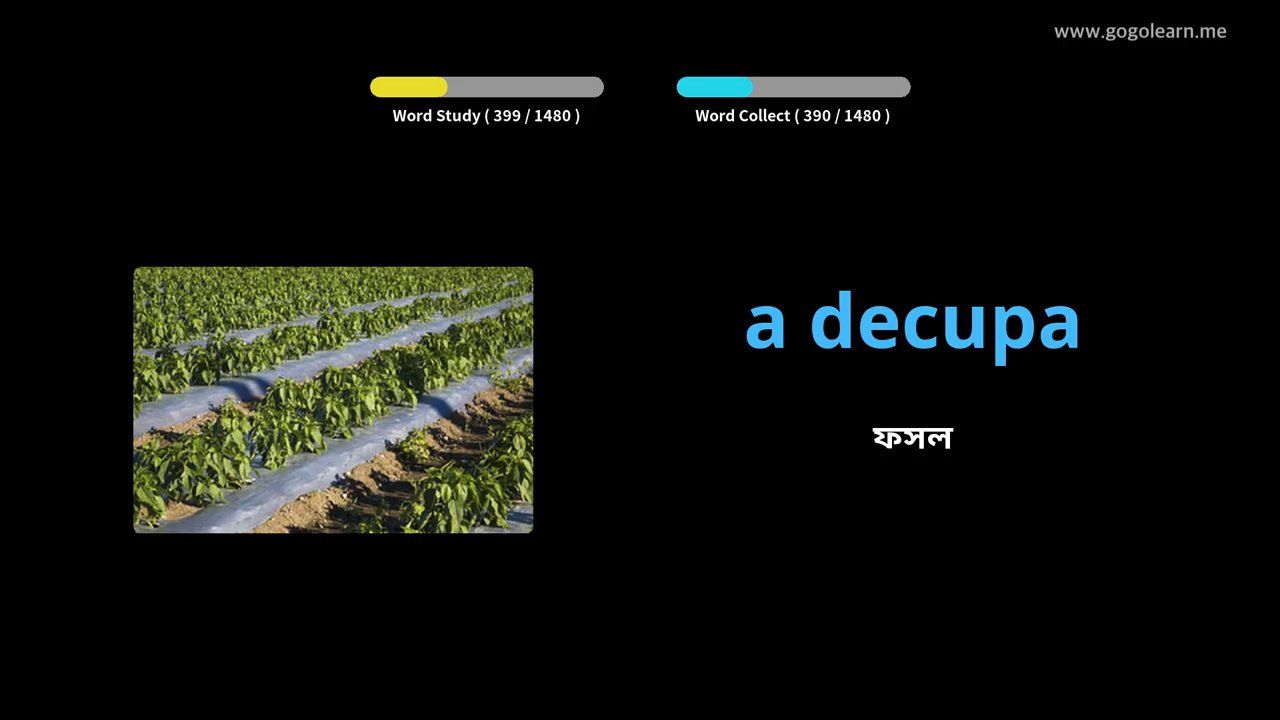 www.gogolearn.me
Word Study ( 399 / 1480 )
Word Collect ( 390 / 1480 )
a decupa
ফসল